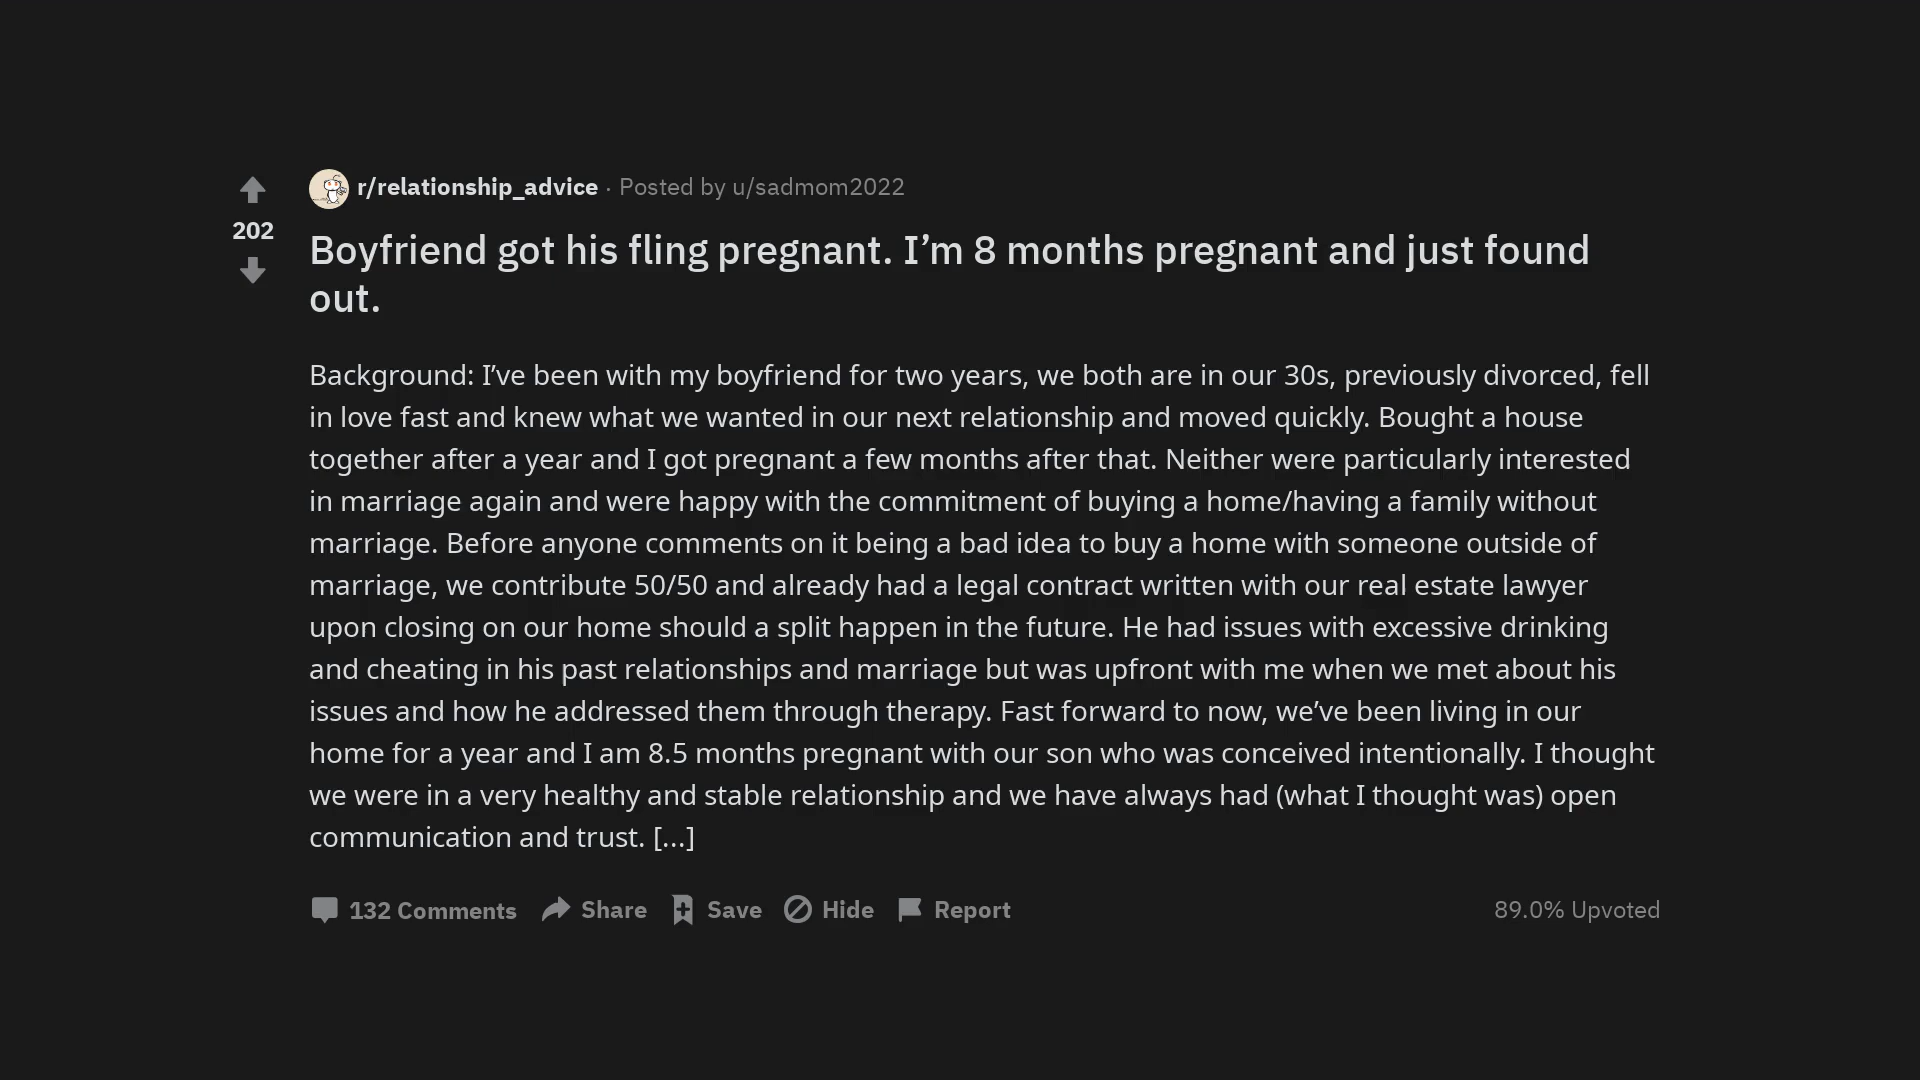 r/relationship_advice · Posted by u/sadmom2022
202
Boyfriend got his fling pregnant. I’m 8 months pregnant and just found
out.
Background: I’ve been with my boyfriend for two years, we both are in our 30s, previously divorced, fell
in love fast and knew what we wanted in our next relationship and moved quickly. Bought a house
together after a year and I got pregnant a few months after that. Neither were particularly interested
in marriage again and were happy with the commitment of buying a home/having a family without
marriage. Before anyone comments on it being a bad idea to buy a home with someone outside of
marriage, we contribute 50/50 and already had a legal contract written with our real estate lawyer
upon closing on our home should a split happen in the future. He had issues with excessive drinking
and cheating in his past relationships and marriage but was upfront with me when we met about his
issues and how he addressed them through therapy. Fast forward to now, we’ve been living in our
home for a year and I am 8.5 months pregnant with our son who was conceived intentionally. I thought
we were in a very healthy and stable relationship and we have always had (what I thought was) open
communication and trust. [...]
132 Comments Share Save Hide Report 89.0% Upvoted